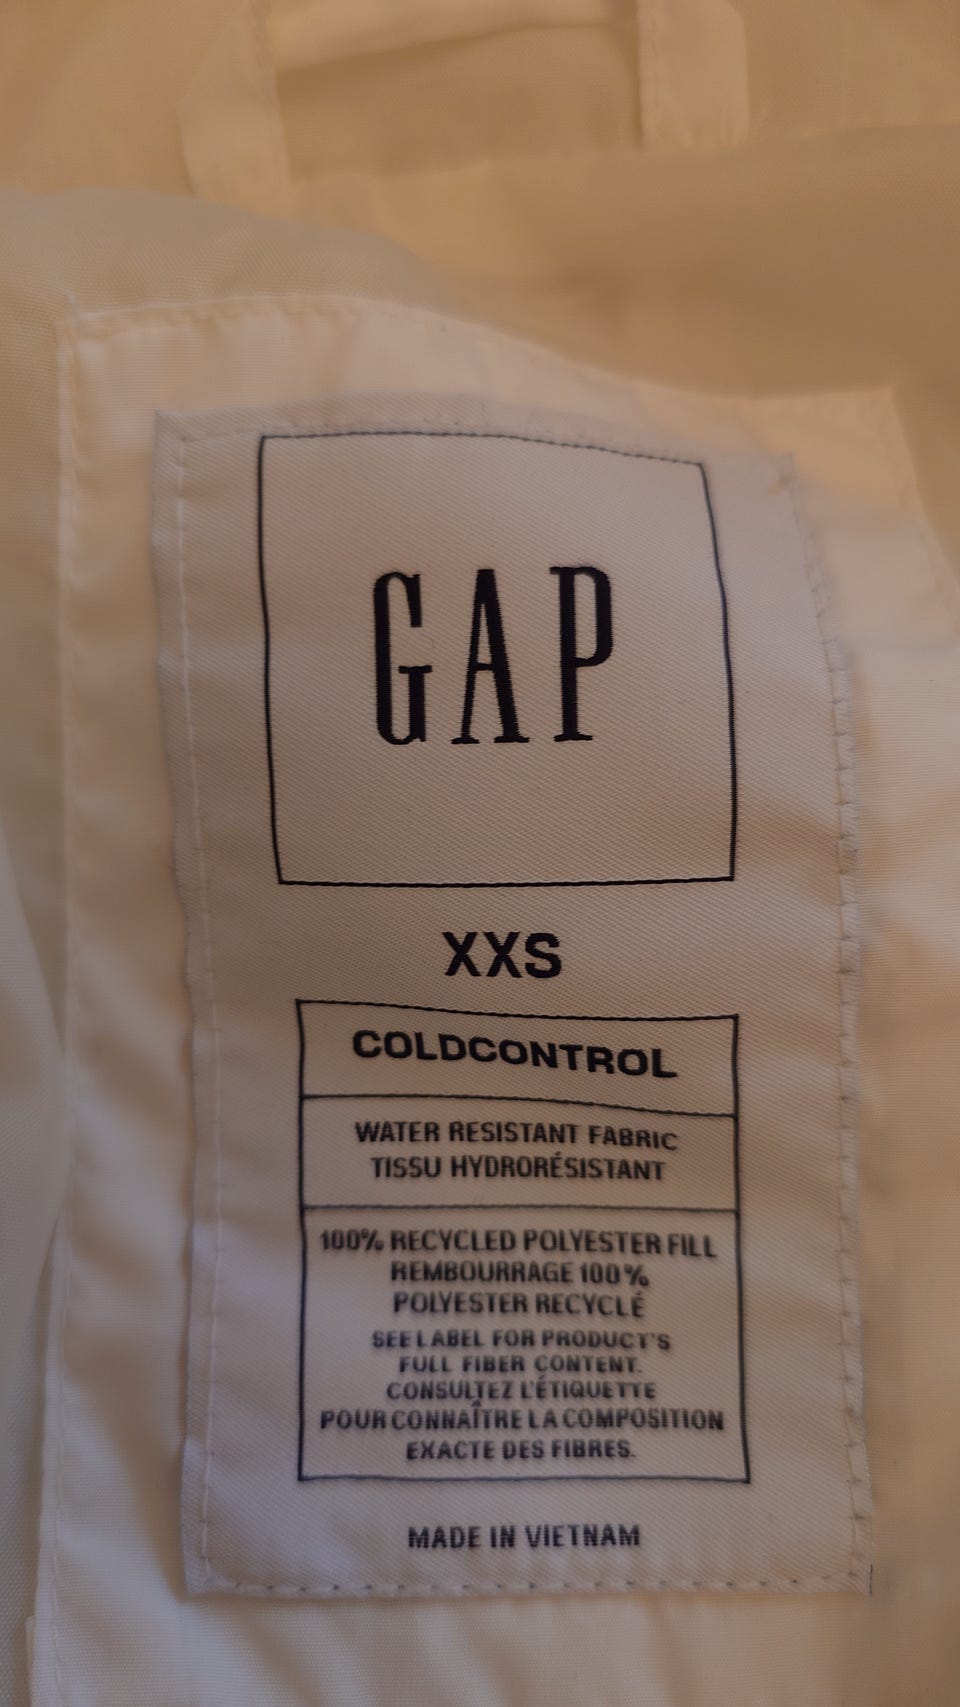 GAP
XXS
COLDCONTROL
WATER RESISTANT FABRIC
TISSU HYDRORÉSISTANT
100% RECYCLED POLYESTER FILL
REMBOURRAGE 100%
POLYESTER RECYCLÉ
SEE LABEL FOR PRODUCT'S
FULL FIBER CONTENT.
CONSULTEZ L'ÉTIQUETTE
POUR CONNAÎTRE LA COMPOSITION
EXACTE DES FIBRES.
MADE IN VIETNAM